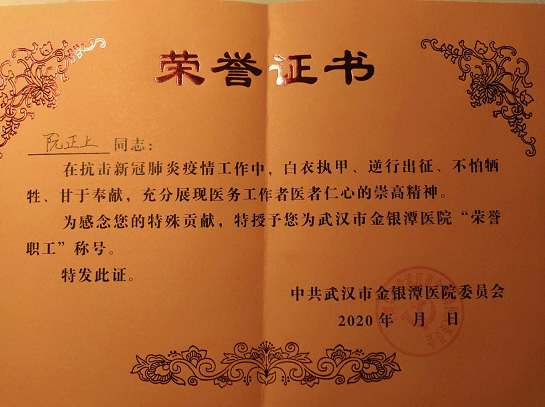 荣誉证书
阮正上 同志：
在抗击新冠肺炎疫情工作中，白衣执甲、逆行出征、不怕牺
牲、甘于奉献，充分展现医务工作者医者仁心的崇高精神。
为感念您的特殊贡献，特授予您为武汉市金银潭医院“荣誉
职工”称号。
特发此证。
中共武汉市金银潭医院委员会
2020年 月 日